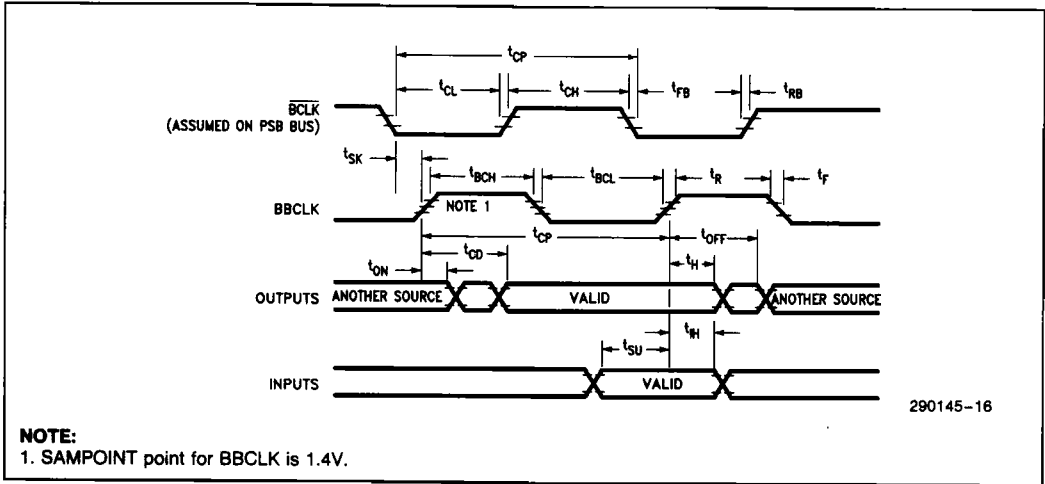 tCP
tCL
tCH
tFB
tRB
BCLK
(ASSUMED ON PSB BUS)
tSK
tBCH
tBCL
tR
tF
BBCLK
NOTE 1
tCP
tOFF
tCD
tH
tON
OUTPUTS
ANOTHER SOURCE
VALID
ANOTHER SOURCE
tIH
tSU
INPUTS
VALID
290145-16
NOTE:
1. SAMPOINT point for BBCLK is 1.4V.